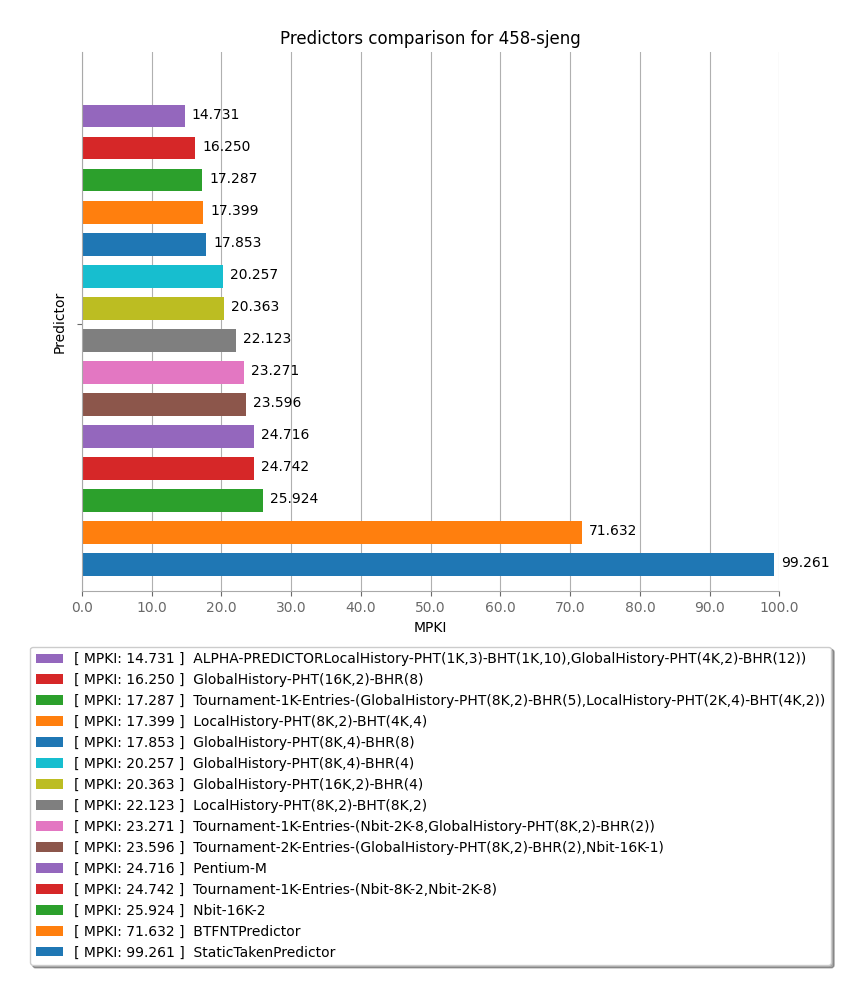 Predictors comparison for 458-sjeng
14.731
16.250
17.287
17.399
17.853
20.257
20.363
22.123
23.271
23.596
24.716
24.742
25.924
71.632
99.261
Predictor
0.0 10.0 20.0 30.0 40.0 50.0 60.0 70.0 80.0 90.0 100.0
MPKI
[ MPKI: 14.731 ] ALPHA-PREDICTORLocalHistory-PHT(1K,3)-BHT(1K,10),GlobalHistory-PHT(4K,2)-BHR(12))
[ MPKI: 16.250 ] GlobalHistory-PHT(16K,2)-BHR(8)
[ MPKI: 17.287 ] Tournament-1K-Entries-(GlobalHistory-PHT(8K,2)-BHR(5),LocalHistory-PHT(2K,4)-BHT(4K,2))
[ MPKI: 17.399 ] LocalHistory-PHT(8K,2)-BHT(4K,4)
[ MPKI: 17.853 ] GlobalHistory-PHT(8K,4)-BHR(8)
[ MPKI: 20.257 ] GlobalHistory-PHT(8K,4)-BHR(4)
[ MPKI: 20.363 ] GlobalHistory-PHT(16K,2)-BHR(4)
[ MPKI: 22.123 ] LocalHistory-PHT(8K,2)-BHT(8K,2)
[ MPKI: 23.271 ] Tournament-1K-Entries-(Nbit-2K-8,GlobalHistory-PHT(8K,2)-BHR(2))
[ MPKI: 23.596 ] Tournament-2K-Entries-(GlobalHistory-PHT(8K,2)-BHR(2),Nbit-16K-1)
[ MPKI: 24.716 ] Pentium-M
[ MPKI: 24.742 ] Tournament-1K-Entries-(Nbit-8K-2,Nbit-2K-8)
[ MPKI: 25.924 ] Nbit-16K-2
[ MPKI: 71.632 ] BTFNTPredictor
[ MPKI: 99.261 ] StaticTakenPredictor